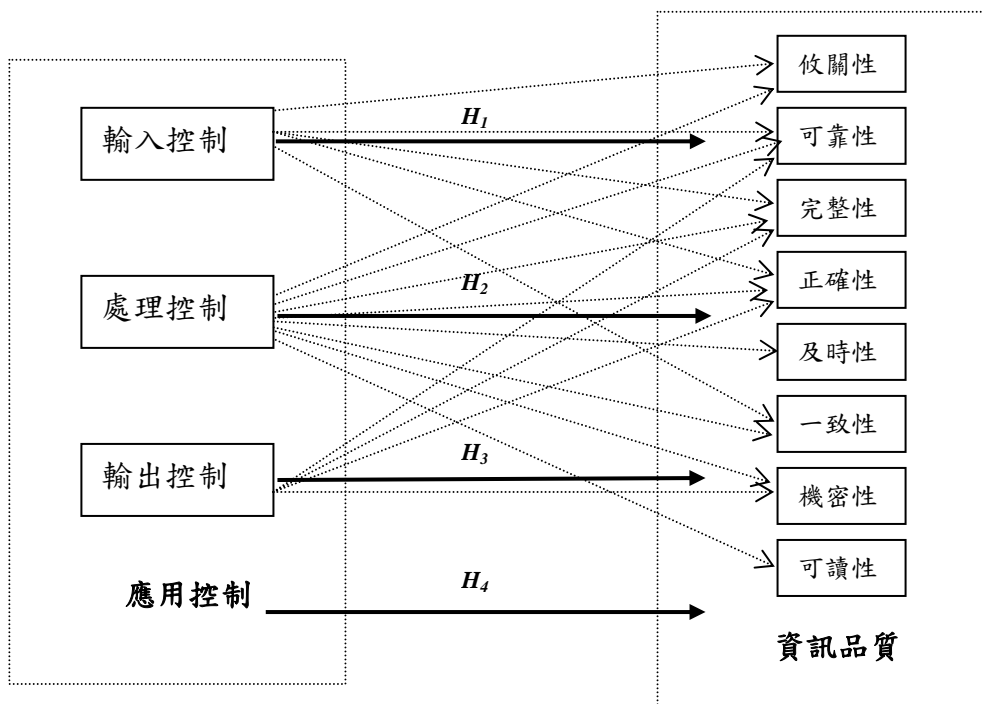 輸入控制
處理控制
輸出控制
應用控制
H1
H2
H3
H4
攸關性
可靠性
完整性
正確性
及時性
一致性
機密性
可讀性
資訊品質